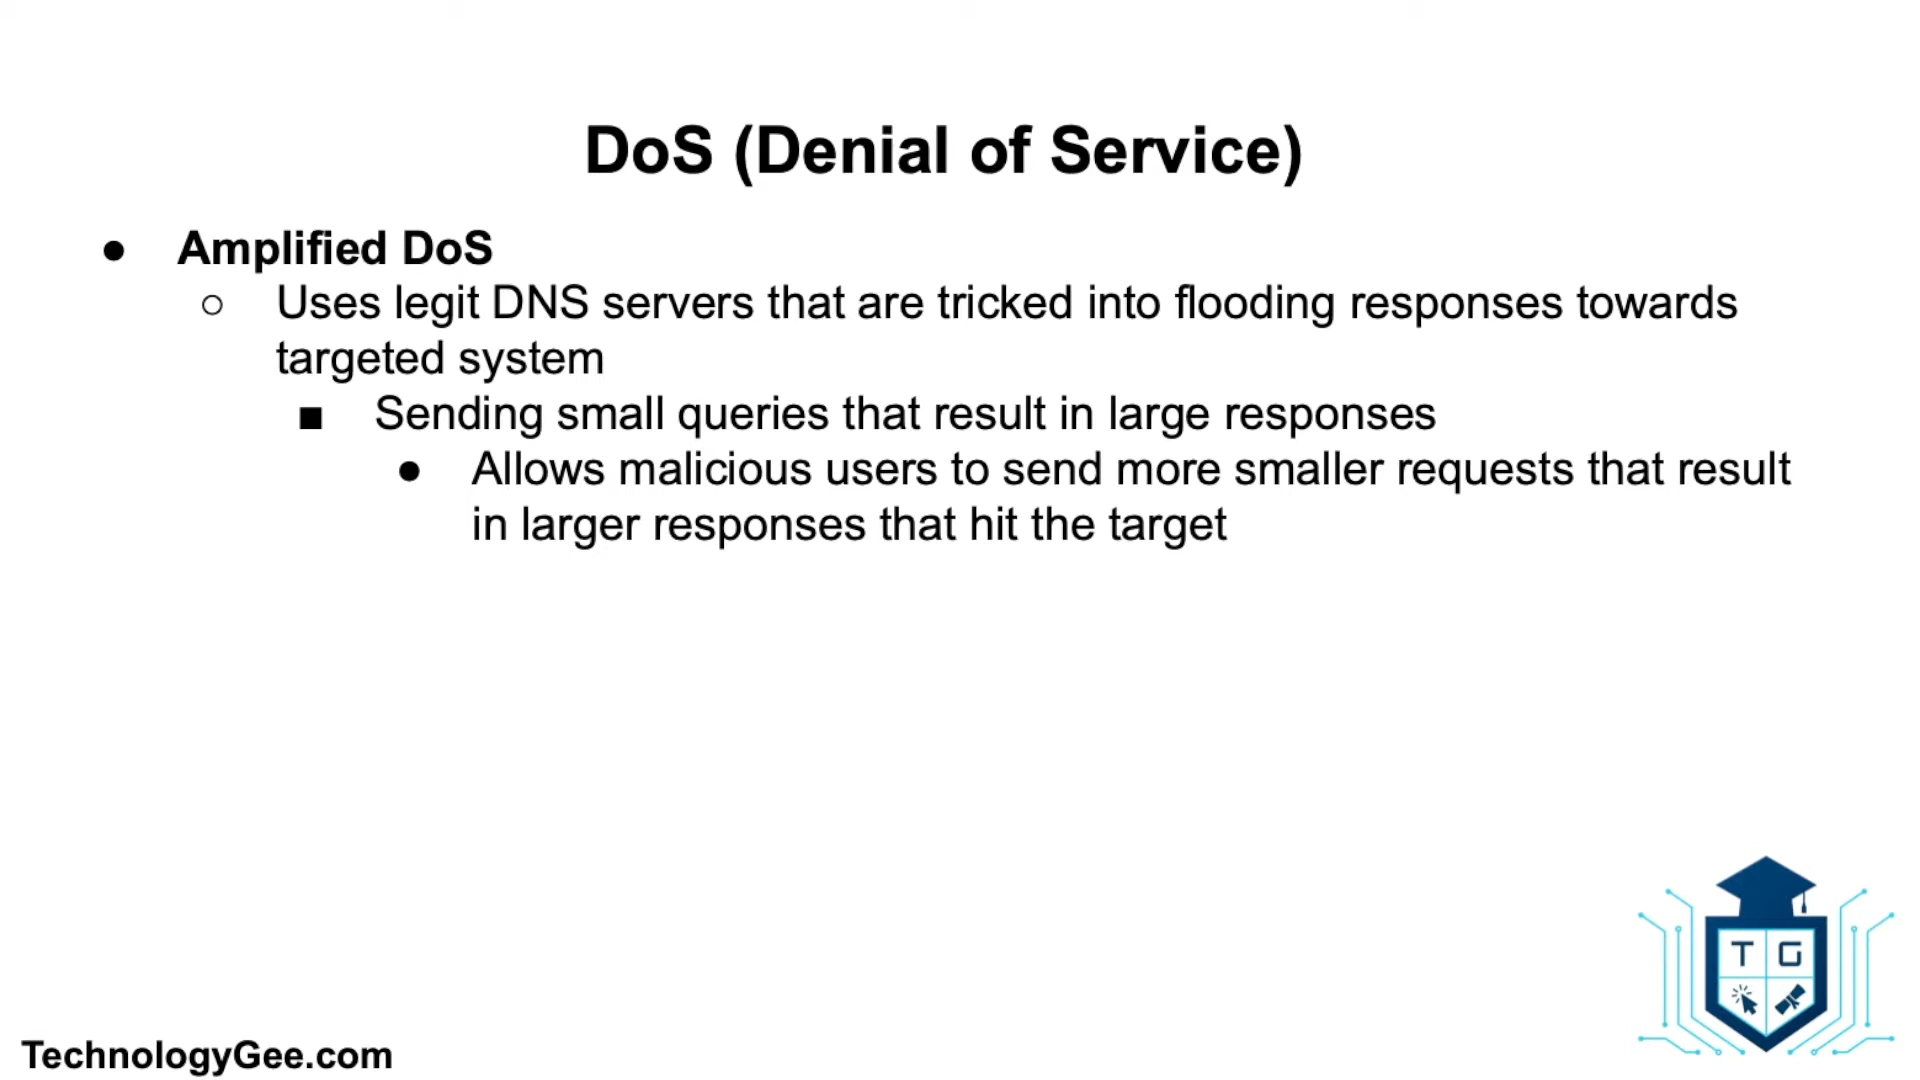 DoS (Denial of Service)
● Amplified DoS
○ Uses legit DNS servers that are tricked into flooding responses towards
targeted system
■ Sending small queries that result in large responses
● Allows malicious users to send more smaller requests that result
in larger responses that hit the target
T G
TechnologyGee.com